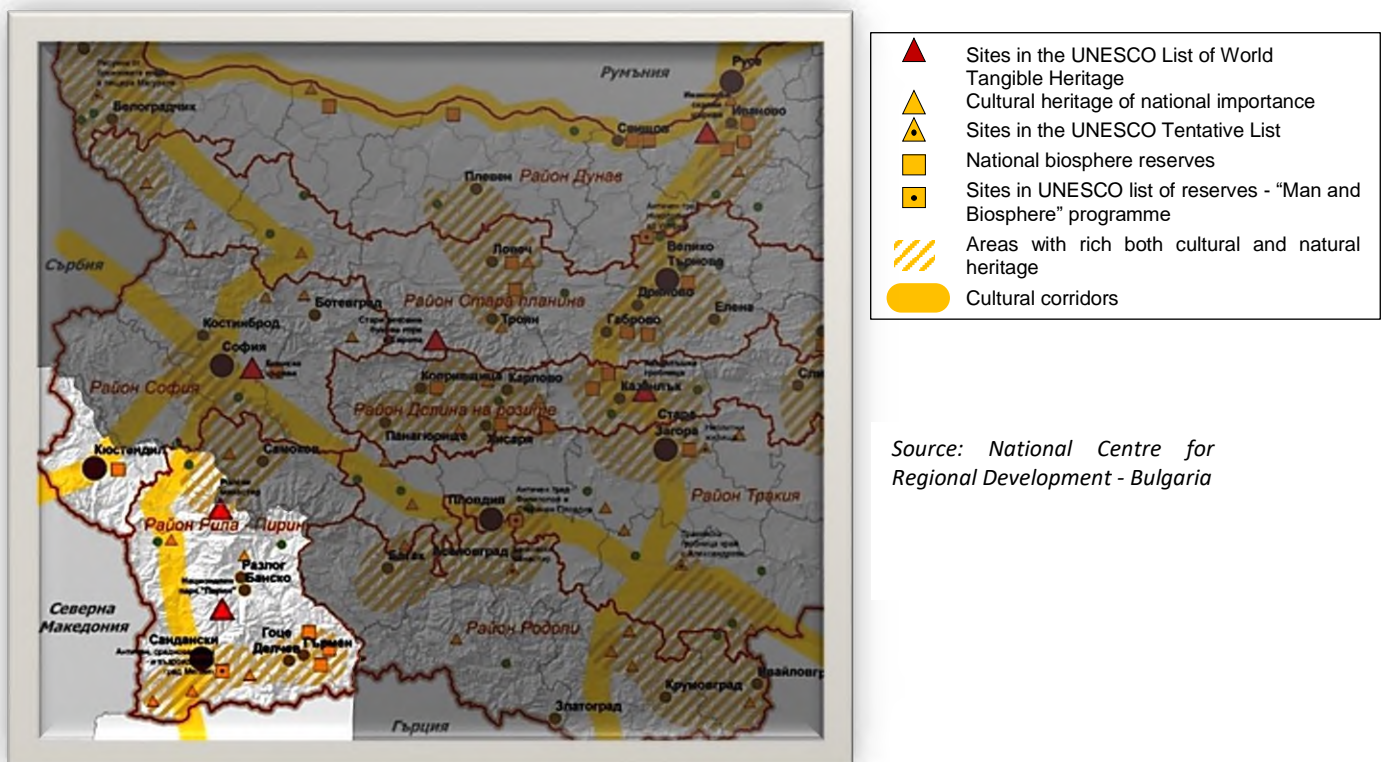 Румъния
Русе
Иваново
Белоградчик
Свищов
Плевен
Район Дунав
Ловеч
Велико
Търново
Сърбия
Дряново
Елена
Ботевград
Район Стара планина
Троян
Габрово
Костинброд
София
Район София
Копривщица
Карлово
Казанлък
Район Долина на розите
Стара
Загора
Панагюрище
Хисаря
Кюстендил
Самоков
Пловдив
Район Тракия
Район Рила - Пирин
Батак
Асеновград
Разлог
Банско
Национален
парк "Пирин"
Северна
Македония
Сандански
Гоце
Делчев
Гърмен
Район Родопи
Крумовград
Ивайловгр
Златоград
Гърция
Sites in the UNESCO List of World
Tangible Heritage
Cultural heritage of national importance
Sites in the UNESCO Tentative List
National biosphere reserves
Sites in UNESCO list of reserves - “Man and
Biosphere” programme
Areas with rich both cultural and natural
heritage
Cultural corridors
Source: National Centre for
Regional Development - Bulgaria